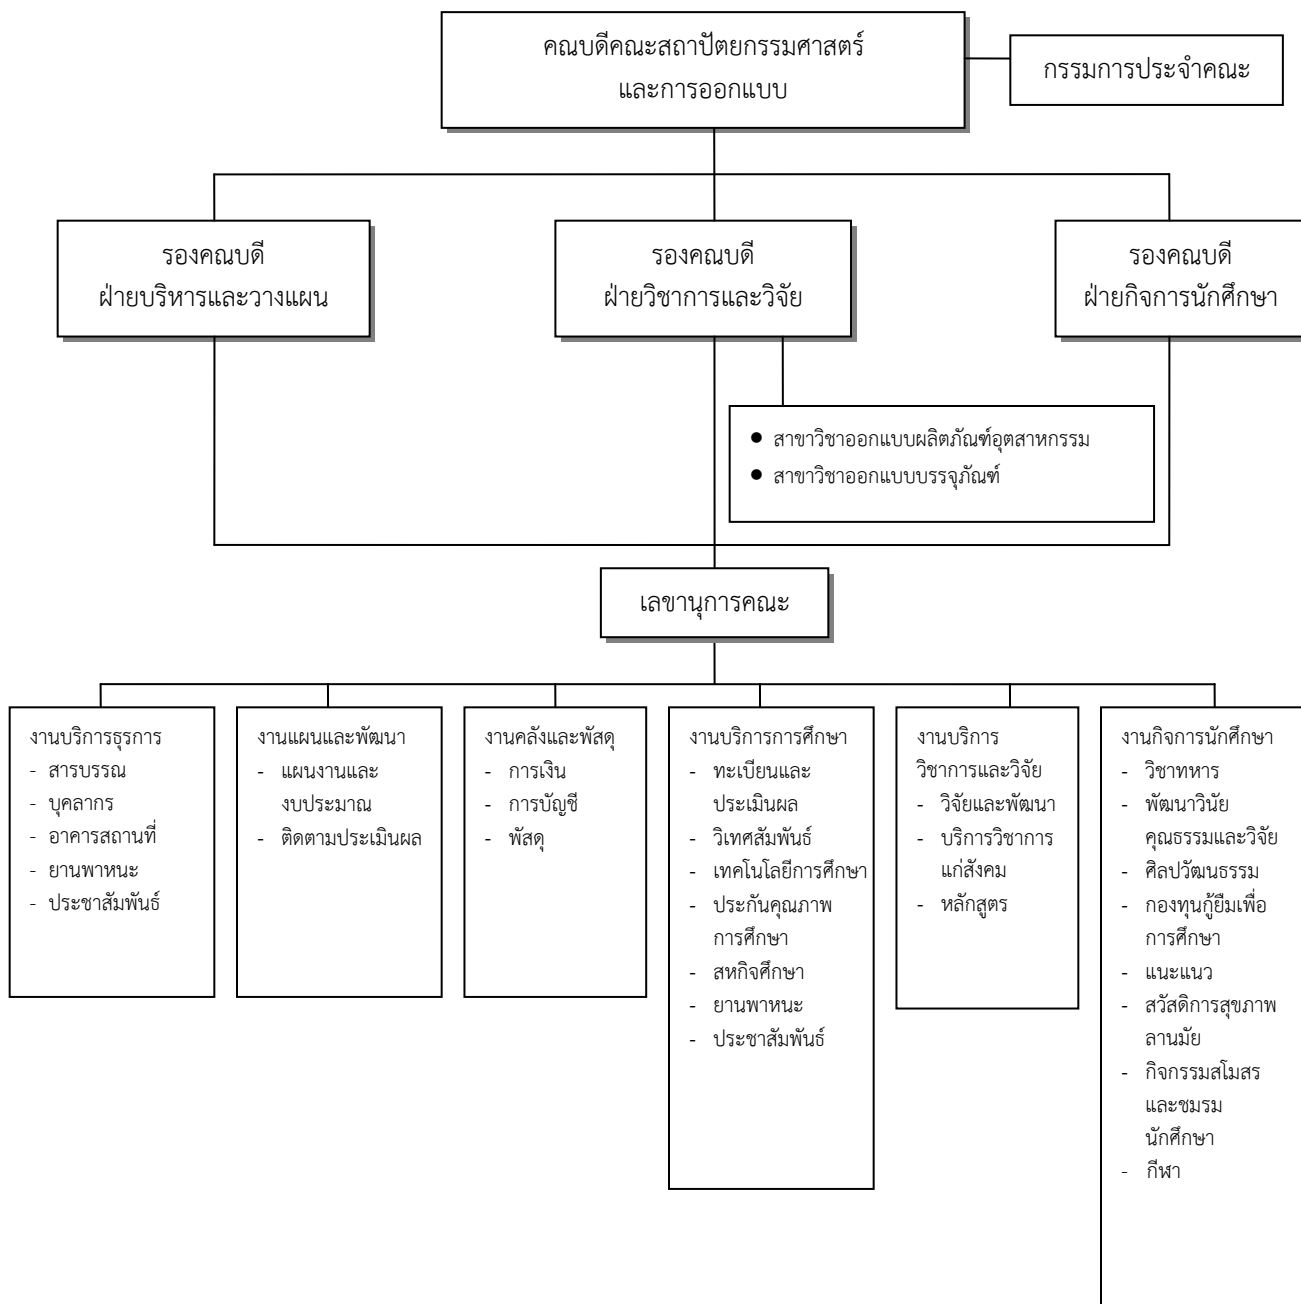 คณบดีคณะสถาปัตยกรรมศาสตร์
และการออกแบบ
กรรมการประจำคณะ
รองคณบดี
ฝ่ายบริหารและวางแผน
รองคณบดี
ฝ่ายวิชาการและวิจัย
รองคณบดี
ฝ่ายกิจการนักศึกษา
● สาขาวิชาออกแบบผลิตภัณฑ์อุตสาหกรรม
● สาขาวิชาออกแบบบรรจุภัณฑ์
เลขานุการคณะ
งานบริการธุรการ
- สารบรรณ
- บุคลากร
- อาคารสถานที่
- ยานพาหนะ
- ประชาสัมพันธ์
งานแผนและพัฒนา
- แผนงานและ
งบประมาณ
- ติดตามประเมินผล
งานคลังและพัสดุ
- การเงิน
- การบัญชี
- พัสดุ
งานบริการการศึกษา
- ทะเบียนและ
ประเมินผล
- วิเทศสัมพันธ์
- เทคโนโลยีการศึกษา
- ประกันคุณภาพ
การศึกษา
- สหกิจศึกษา
- ยานพาหนะ
- ประชาสัมพันธ์
งานบริการ
วิชาการและวิจัย
- วิจัยและพัฒนา
- บริการวิชาการ
แก่สังคม
- หลักสูตร
งานกิจการนักศึกษา
- วิชาทหาร
- พัฒนาวินัย
คุณธรรมและวิจัย
- ศิลปวัฒนธรรม
- กองทุนกู้ยืมเพื่อ
การศึกษา
- แนะแนว
- สวัสดิการสุขภาพ
ลานมัย
- กิจกรรมสโมสร
และชมรม
นักศึกษา
- กีฬา